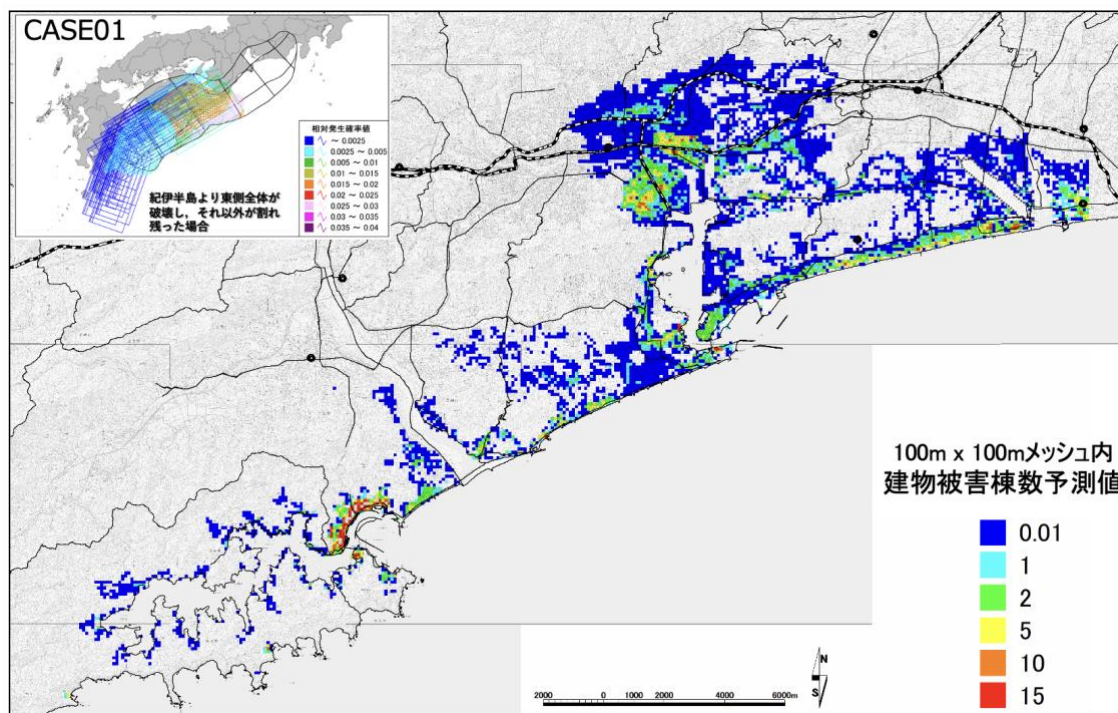 CASE01
相対発生確率値
～ 0.0025
0.0025 ～ 0.005
0.005 ～ 0.01
0.01 ～ 0.015
0.015 ～ 0.02
0.02 ～ 0.025
0.025 ～ 0.03
0.03 ～ 0.035
0.035 ～ 0.04
紀伊半島より東側全体が
破壊し，それ以外が割れ
残った場合
100m x 100mメッシュ内
建物被害棟数予測値
0.01
1
2
5
10
15
N
S
2000 0 1000 2000 4000 6000m